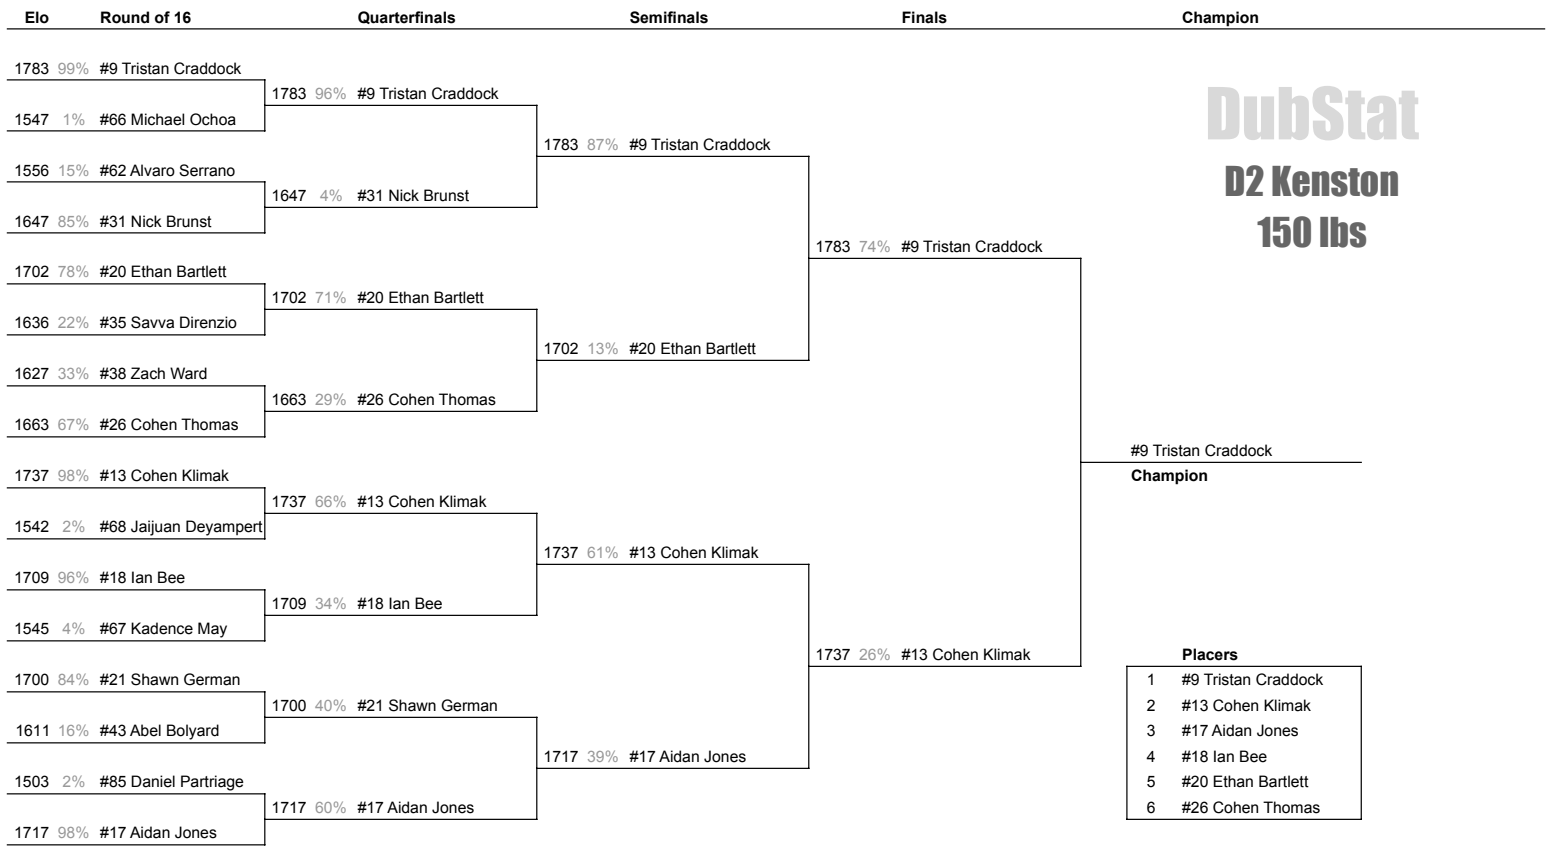 Elo Round of 16 Quarterfinals Semifinals Finals Champion
1783 99% #9 Tristan Craddock
1783 96% #9 Tristan Craddock
1547 1% #66 Michael Ochoa
1783 87% #9 Tristan Craddock
1556 15% #62 Alvaro Serrano
1647 4% #31 Nick Brunst
1647 85% #31 Nick Brunst
1783 74% #9 Tristan Craddock
1702 78% #20 Ethan Bartlett
1702 71% #20 Ethan Bartlett
1636 22% #35 Savva Direnzio
1702 13% #20 Ethan Bartlett
1627 33% #38 Zach Ward
1663 29% #26 Cohen Thomas
1663 67% #26 Cohen Thomas
#9 Tristan Craddock
Champion
1737 98% #13 Cohen Klimak
1737 66% #13 Cohen Klimak
1542 2% #68 Jaijuan Deyampert
1737 61% #13 Cohen Klimak
1709 96% #18 Ian Bee
1709 34% #18 Ian Bee
1545 4% #67 Kadence May
1737 26% #13 Cohen Klimak
1700 84% #21 Shawn German
1700 40% #21 Shawn German
1611 16% #43 Abel Bolyard
1717 39% #17 Aidan Jones
1503 2% #85 Daniel Partriage
1717 60% #17 Aidan Jones
1717 98% #17 Aidan Jones
DubStat
D2 Kenston
150 lbs
Placers
1 #9 Tristan Craddock
2 #13 Cohen Klimak
3 #17 Aidan Jones
4 #18 Ian Bee
5 #20 Ethan Bartlett
6 #26 Cohen Thomas